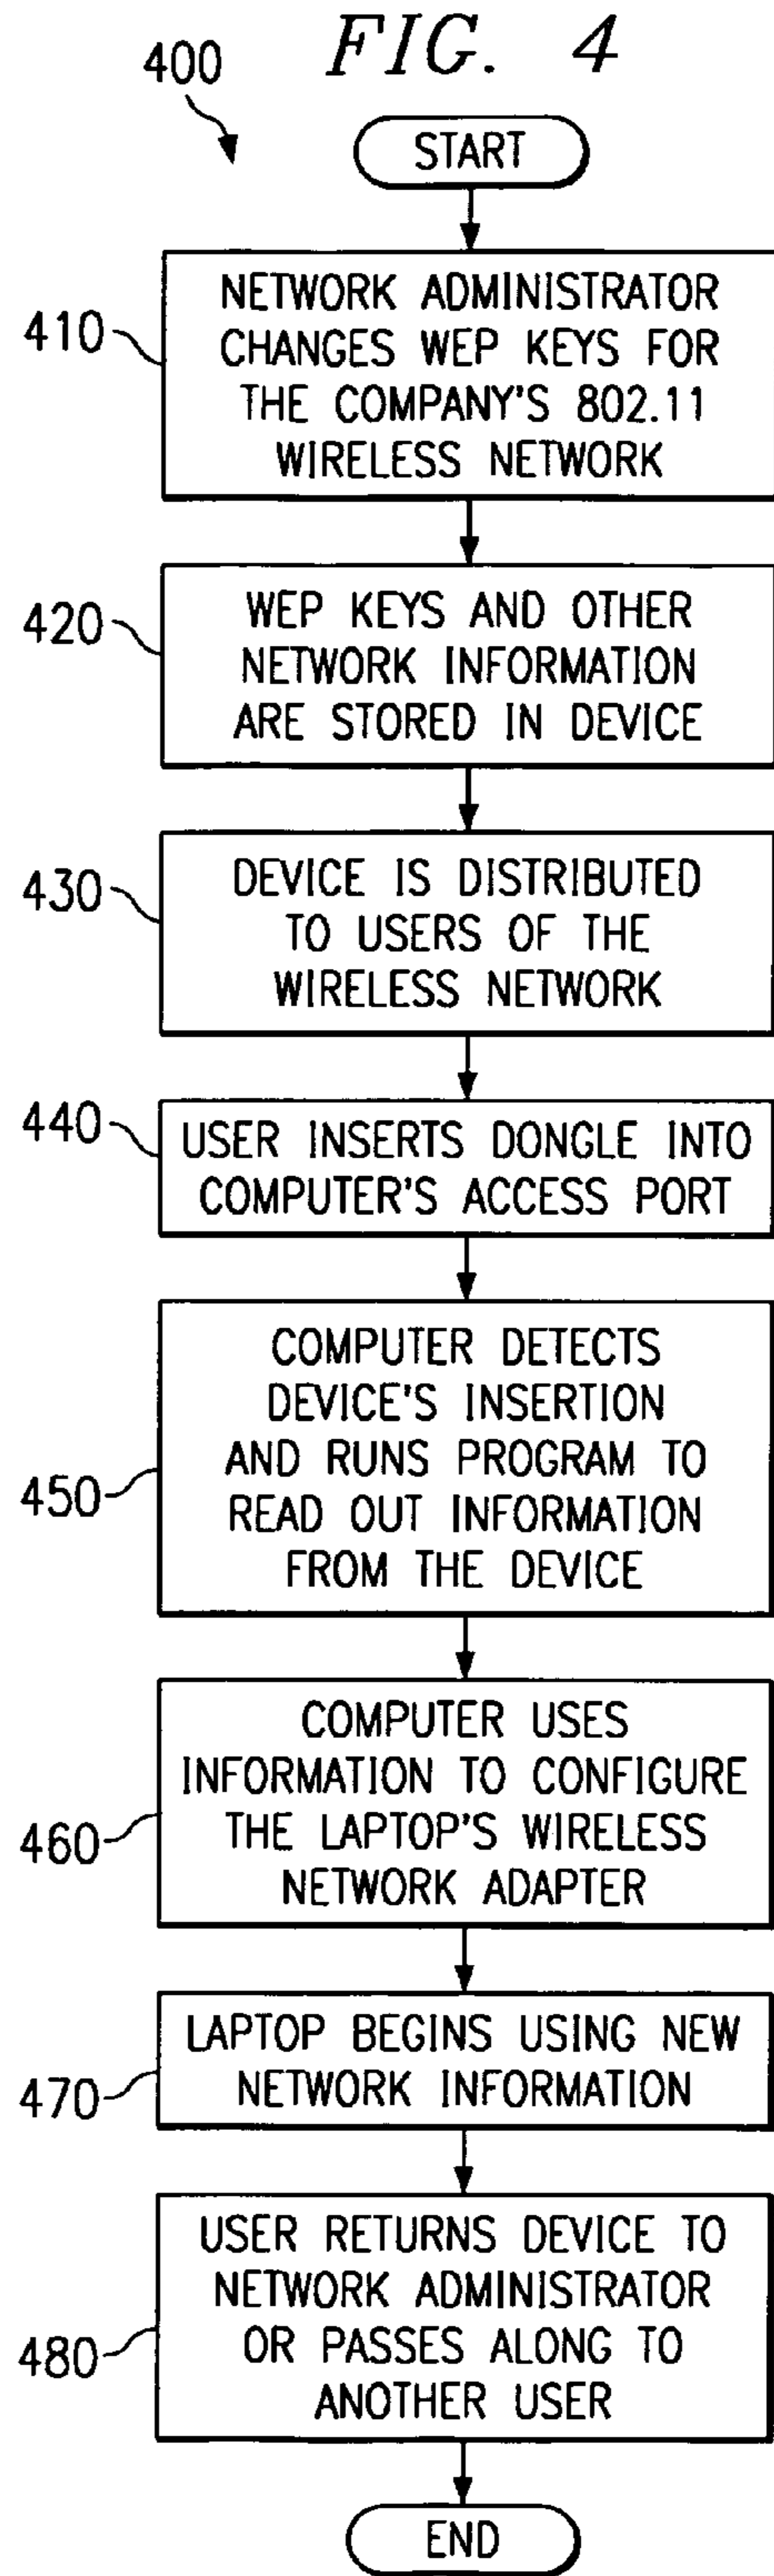 FIG. 4
400
START
410
NETWORK ADMINISTRATOR
CHANGES WEP KEYS FOR
THE COMPANY'S 802.11
WIRELESS NETWORK
420
WEP KEYS AND OTHER
NETWORK INFORMATION
ARE STORED IN DEVICE
430
DEVICE IS DISTRIBUTED
TO USERS OF THE
WIRELESS NETWORK
440
USER INSERTS DONGLE INTO
COMPUTER'S ACCESS PORT
450
COMPUTER DETECTS
DEVICE'S INSERTION
AND RUNS PROGRAM TO
READ OUT INFORMATION
FROM THE DEVICE
460
COMPUTER USES
INFORMATION TO CONFIGURE
THE LAPTOP'S WIRELESS
NETWORK ADAPTER
470
LAPTOP BEGINS USING NEW
NETWORK INFORMATION
480
USER RETURNS DEVICE TO
NETWORK ADMINISTRATOR
OR PASSES ALONG TO
ANOTHER USER
END